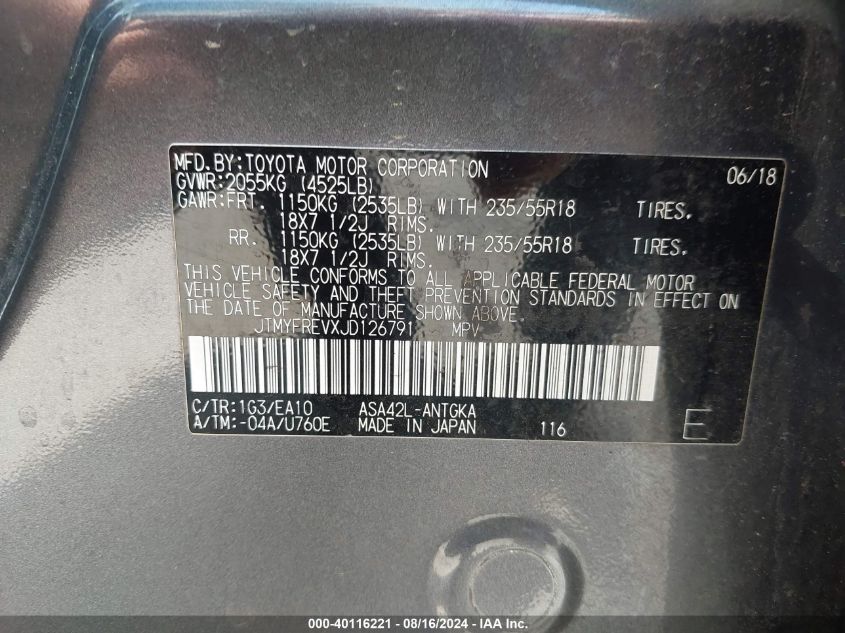 MFD.BY:TOYOTA MOTOR CORPORATION 06/18
GVWR:2055KG (4525LB)
GAWR:FRT. 1150KG (2535LB) WITH 235/55R18 TIRES.
18X7 1/2J RIMS.
RR. 1150KG (2535LB) WITH 235/55R18 TIRES.
18X7 1/2J RIMS.
THIS VEHICLE CONFORMS TO ALL APPLICABLE FEDERAL MOTOR
VEHICLE SAFETY AND THEFT PREVENTION STANDARDS IN EFFECT ON
THE DATE OF MANUFACTURE SHOWN ABOVE.
JTMYFREVXJD126791 MPV
C/TR:1G3/EA10 ASA42L-ANTGKA
A/TM:-04A/U760E MADE IN JAPAN 116 E
000-40116221 - 08/16/2024 - IAA Inc.